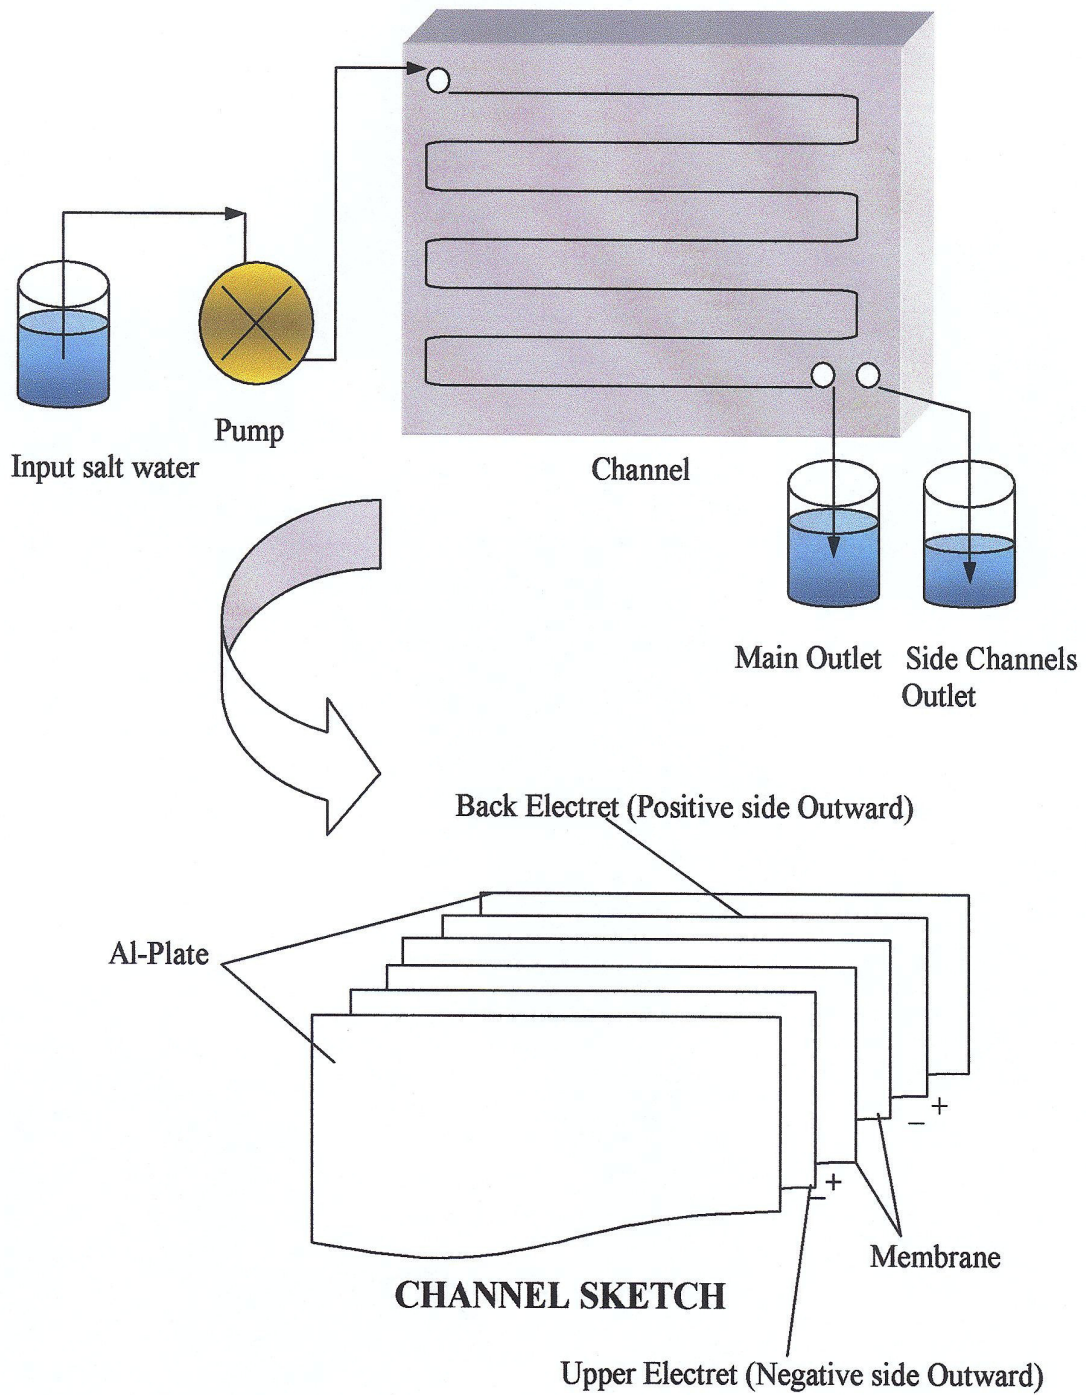 Input salt water
Pump
Channel
Main Outlet
Side Channels
Outlet
Back Electret (Positive side Outward)
Al-Plate
+
−
+
−
Membrane
CHANNEL SKETCH
Upper Electret (Negative side Outward)